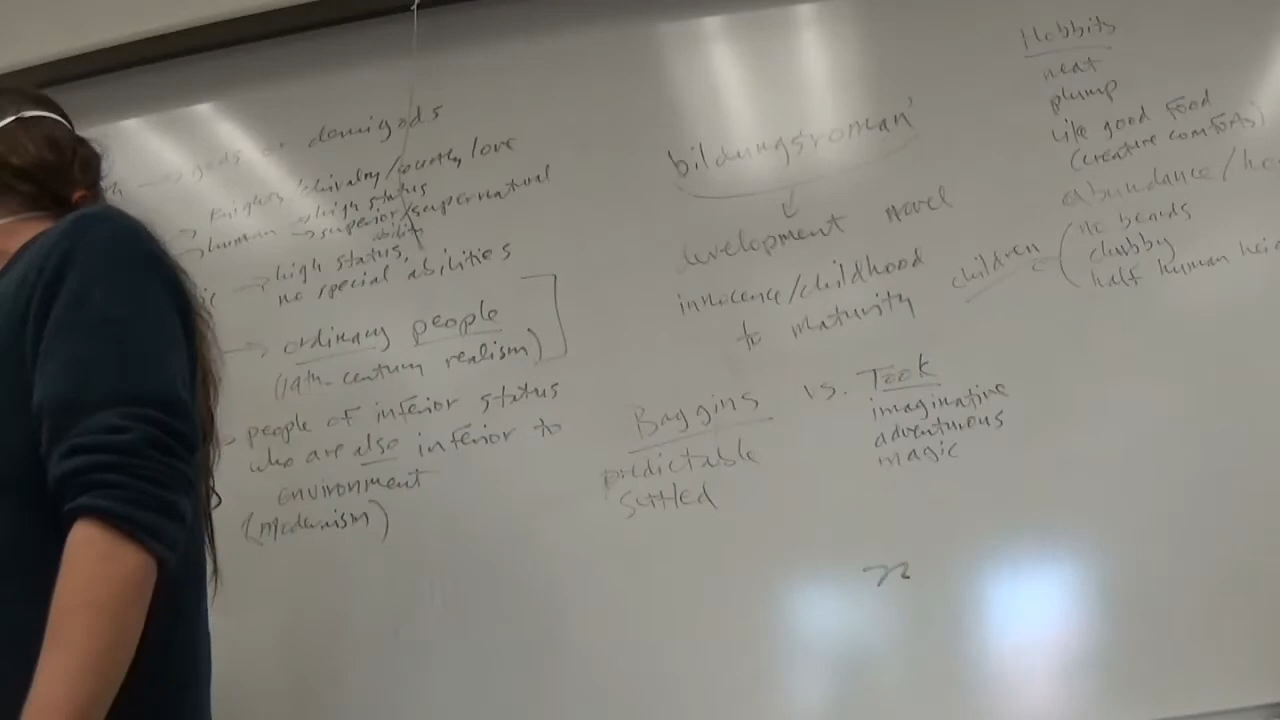 gods or demigods
knights/chivalry/courtly love
human → high status
→ superior/supernatural
ability
→ high status,
no special abilities
→ ordinary people
(19th-century realism)
people of inferior status
who are also inferior to
environment
(modernism)
bildungsroman
development novel
innocence/childhood
to maturity
Baggins vs. Took
predictable
settled
imaginative
adventurous
magic
Hobbits
neat
plump
like good food
(creature comforts)
abundance/
children
no beards
chubby
half human